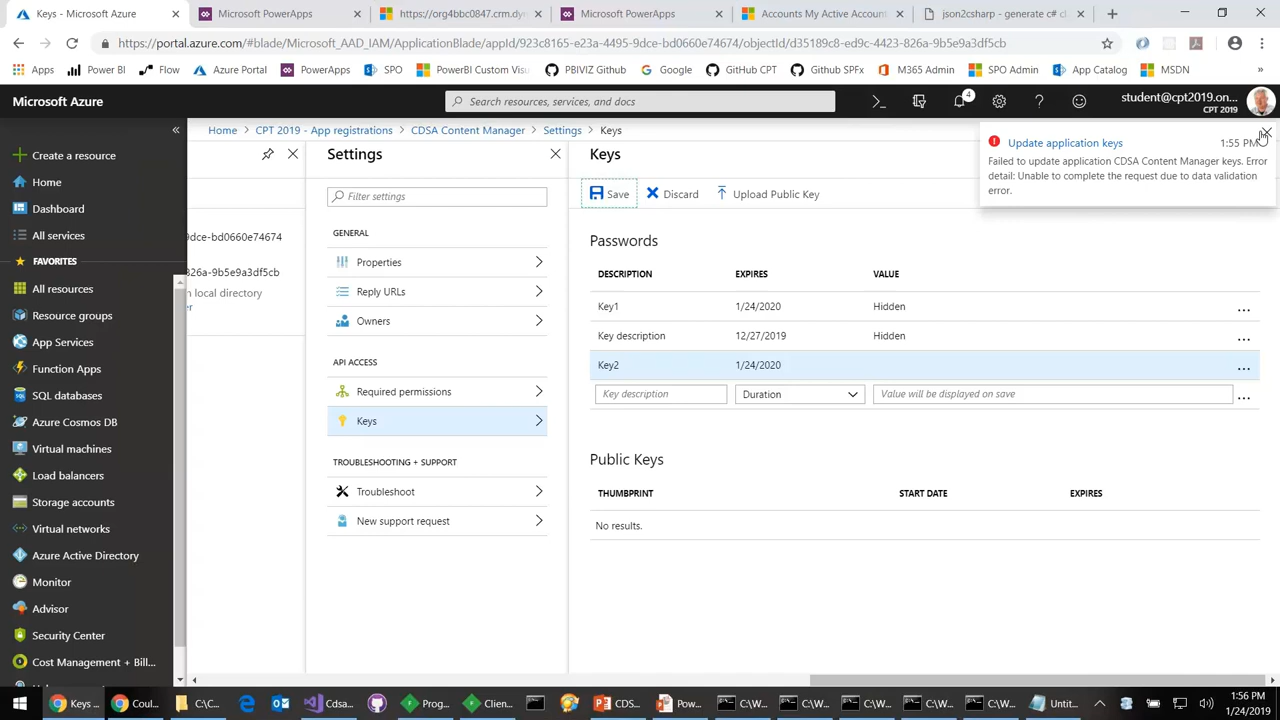 Keys - Microsoft Azure
Microsoft PowerApps
https://org4bbc0847.crm.dyn
Microsoft PowerApps
Accounts My Active Accounts
json2csharp - generate c# cl
https://portal.azure.com/#blade/Microsoft_AAD_IAM/ApplicationBlade/appId/923c8165-e23a-4495-9dce-bd0660e74674/objectId/d35189c8-ed9c-4423-826a-9b5e9a3df5cb
Apps
Power BI
Flow
Azure Portal
PowerApps
SPO
PowerBI Custom Visu
PBIVIZ Github
Google
GitHub CPT
Github SPFx
M365 Admin
SPO Admin
App Catalog
MSDN
»
Microsoft Azure
Search resources, services, and docs
4
student@cpt2019.on...
CPT 2019
«
Create a resource
Home
Dashboard
All services
FAVORITES
All resources
Resource groups
App Services
Function Apps
SQL databases
Azure Cosmos DB
Virtual machines
Load balancers
Storage accounts
Virtual networks
Azure Active Directory
Monitor
Advisor
Security Center
Cost Management + Bill...
Home > CPT 2019 - App registrations > CDSA Content Manager > Settings > Keys
9dce-bd0660e74674
826a-9b5e9a3df5cb
n local directory
er
Settings
Filter settings
GENERAL
Properties
Reply URLs
Owners
API ACCESS
Required permissions
Keys
TROUBLESHOOTING + SUPPORT
Troubleshoot
New support request
Keys
Save
Discard
Upload Public Key
Passwords
DESCRIPTION EXPIRES VALUE
Key1 1/24/2020 Hidden ...
Key description 12/27/2019 Hidden ...
Key2 1/24/2020 ...
Key description Duration Value will be displayed on save ...
Public Keys
THUMBPRINT START DATE EXPIRES
No results.
Update application keys 1:55 PM
Failed to update application CDSA Content Manager keys. Error
detail: Unable to complete the request due to data validation
error.
Keys ...
Coul...
C:\C...
Cdsa...
Prog...
Clien...
CDS...
Pow...
C:\W...
C:\W...
C:\W...
C:\W...
C:\W...
Untit...
1:56 PM
1/24/2019